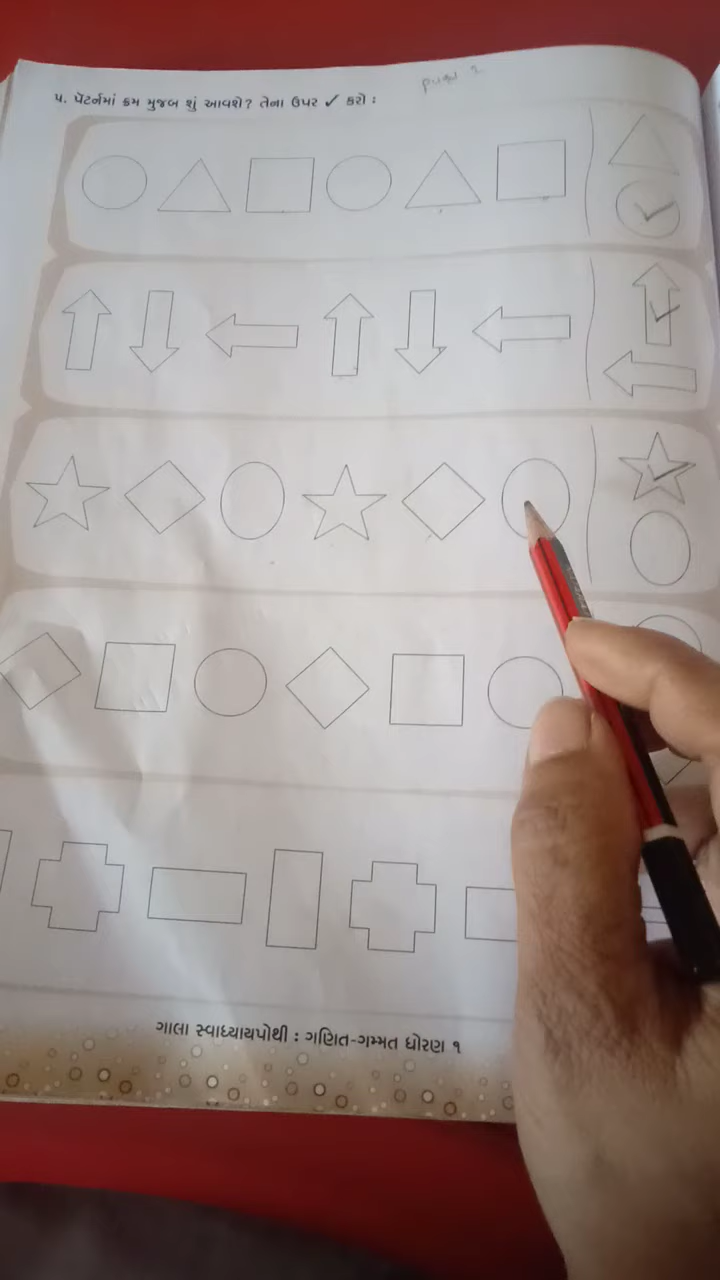 ૫. પૅટર્નમાં ક્રમ મુજબ શું આવશે? તેના ઉપર ✓ કરો :
ગાલા સ્વાધ્યાયપોથી : ગણિત-ગમ્મત ધોરણ ૧